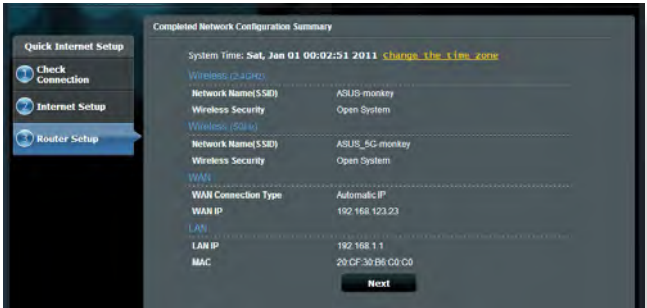 Completed Network Configuration Summary
Quick Internet Setup
1 Check Connection
2 Internet Setup
3 Router Setup
System Time: Sat, Jan 01 00:02:51 2011 Change the time zone
Wireless (2.4GHz)
Network Name(SSID) ASUS-monkey
Wireless Security Open System
Wireless (5GHz)
Network Name(SSID) ASUS_5G-monkey
Wireless Security Open System
WAN
WAN Connection Type Automatic IP
WAN IP 192.168.123.23
LAN
LAN IP 192.168.1.1
MAC 20:CF:30:B6:C0:C0
Next